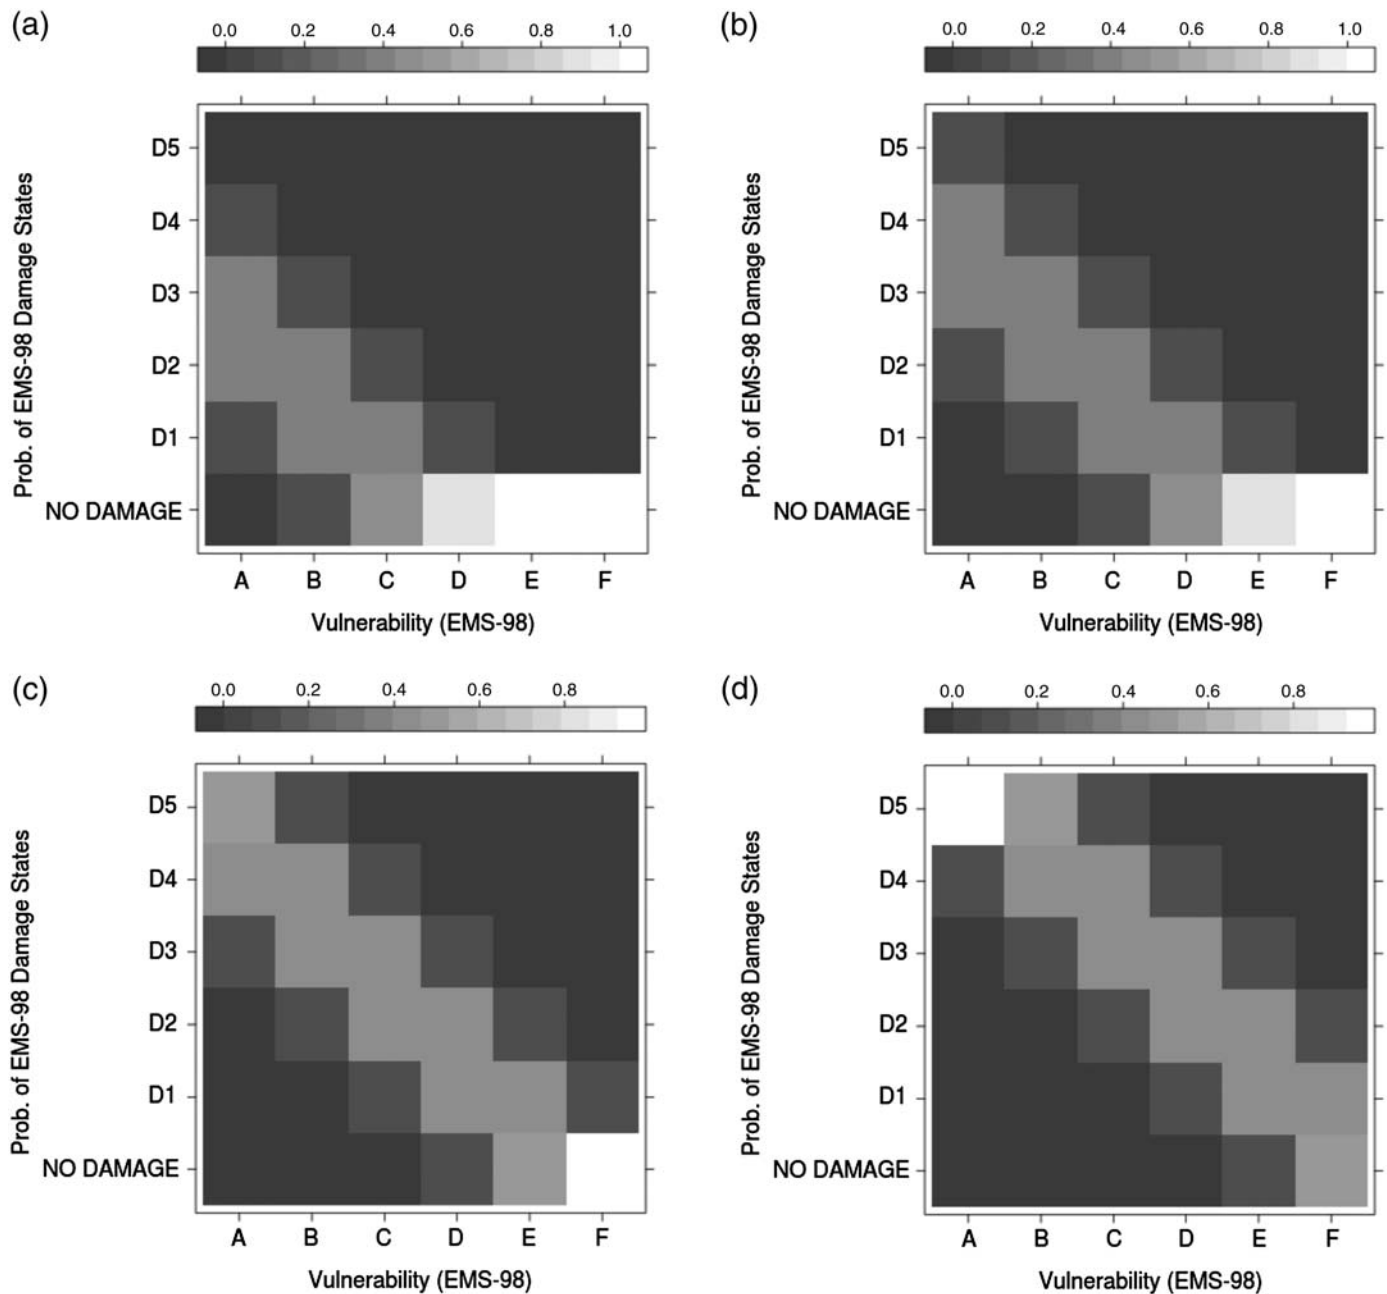 (a)
0.0 0.2 0.4 0.6 0.8 1.0
Prob. of EMS-98 Damage States
D5
D4
D3
D2
D1
NO DAMAGE
A B C D E F
Vulnerability (EMS-98)
(b)
0.0 0.2 0.4 0.6 0.8 1.0
Prob. of EMS-98 Damage States
D5
D4
D3
D2
D1
NO DAMAGE
A B C D E F
Vulnerability (EMS-98)
(c)
0.0 0.2 0.4 0.6 0.8
Prob. of EMS-98 Damage States
D5
D4
D3
D2
D1
NO DAMAGE
A B C D E F
Vulnerability (EMS-98)
(d)
0.0 0.2 0.4 0.6 0.8
Prob. of EMS-98 Damage States
D5
D4
D3
D2
D1
NO DAMAGE
A B C D E F
Vulnerability (EMS-98)